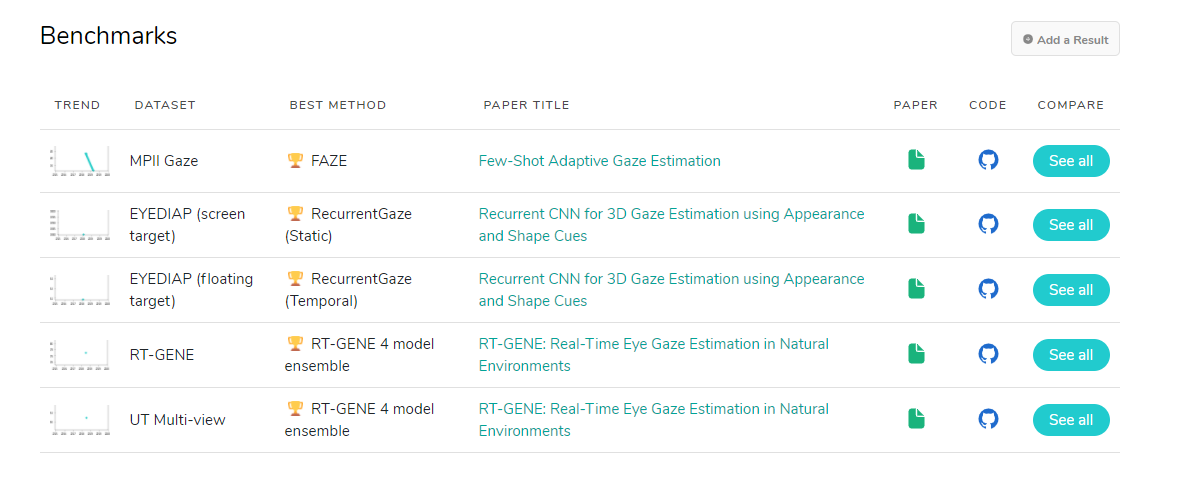 Benchmarks
Add a Result
TREND DATASET BEST METHOD PAPER TITLE PAPER CODE COMPARE
MPII Gaze FAZE Few-Shot Adaptive Gaze Estimation See all
EYEDIAP (screen RecurrentGaze Recurrent CNN for 3D Gaze Estimation using Appearance
target) (Static) and Shape Cues
See all
EYEDIAP (floating RecurrentGaze Recurrent CNN for 3D Gaze Estimation using Appearance
target) (Temporal) and Shape Cues
See all
RT-GENE
RT-GENE 4 model RT-GENE: Real-Time Eye Gaze Estimation in Natural
ensemble Environments
See all
UT Multi-view
RT-GENE 4 model RT-GENE: Real-Time Eye Gaze Estimation in Natural
ensemble Environments
See all